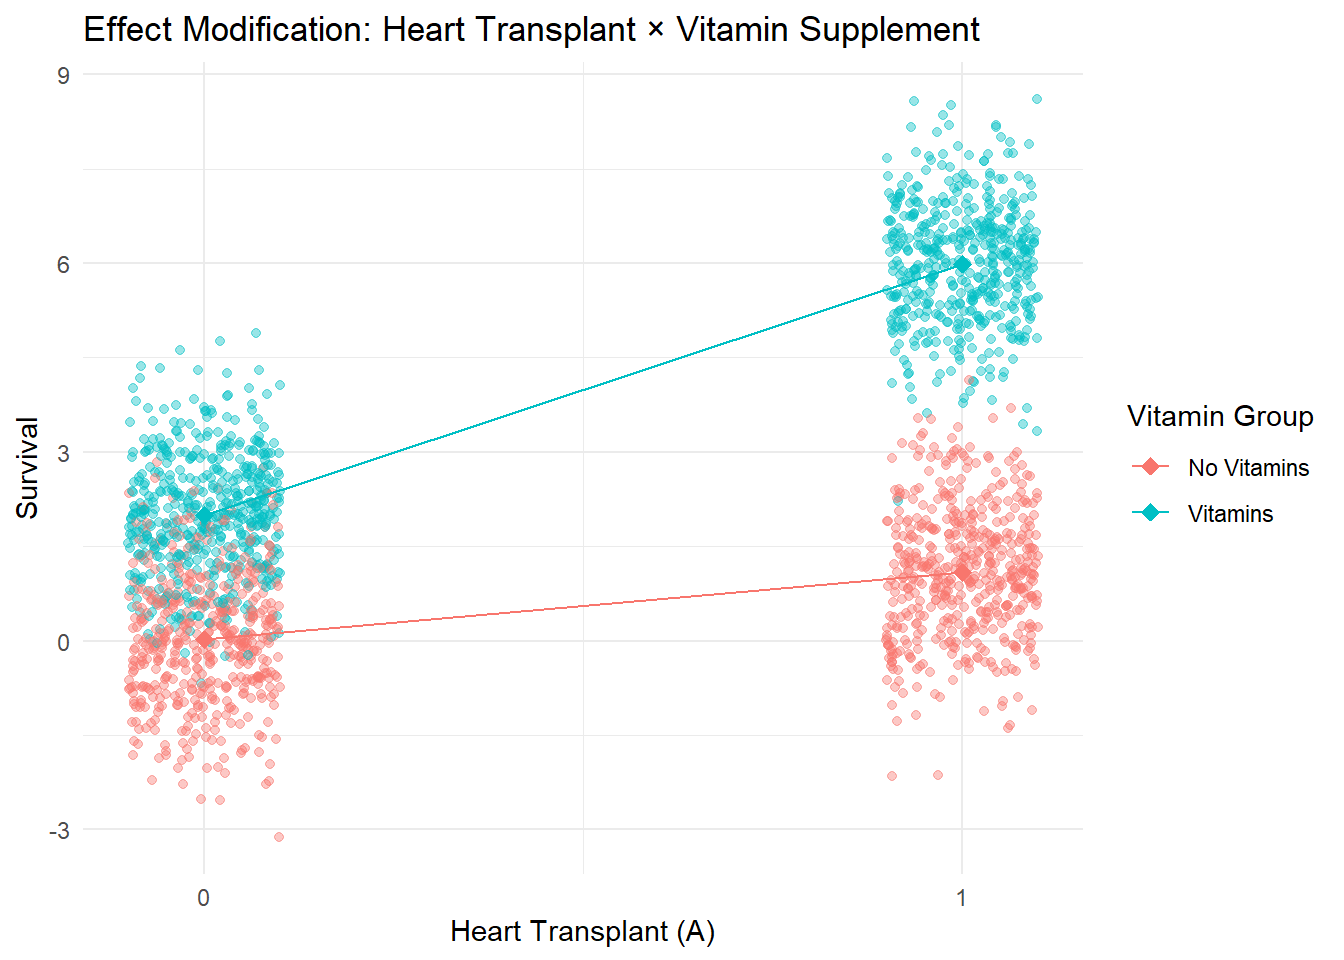 Effect Modification: Heart Transplant × Vitamin Supplement
9
6
3
0
-3
Survival
0
1
Heart Transplant (A)
Vitamin Group
No Vitamins
Vitamins